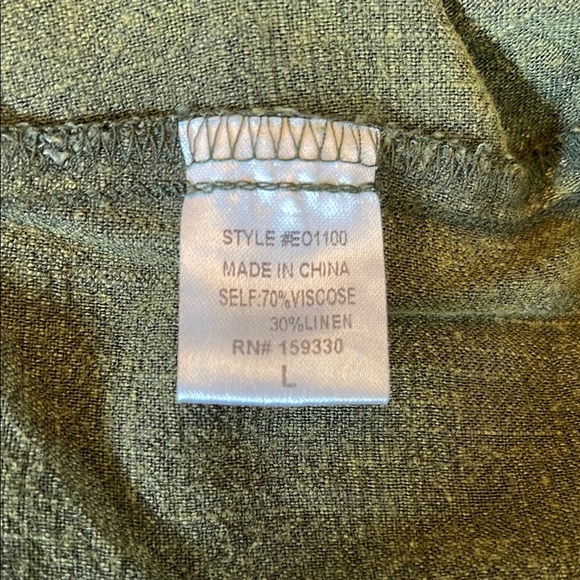 STYLE #EO1100
MADE IN CHINA
SELF:70%VISCOSE
30%LINEN
RN# 159330
L